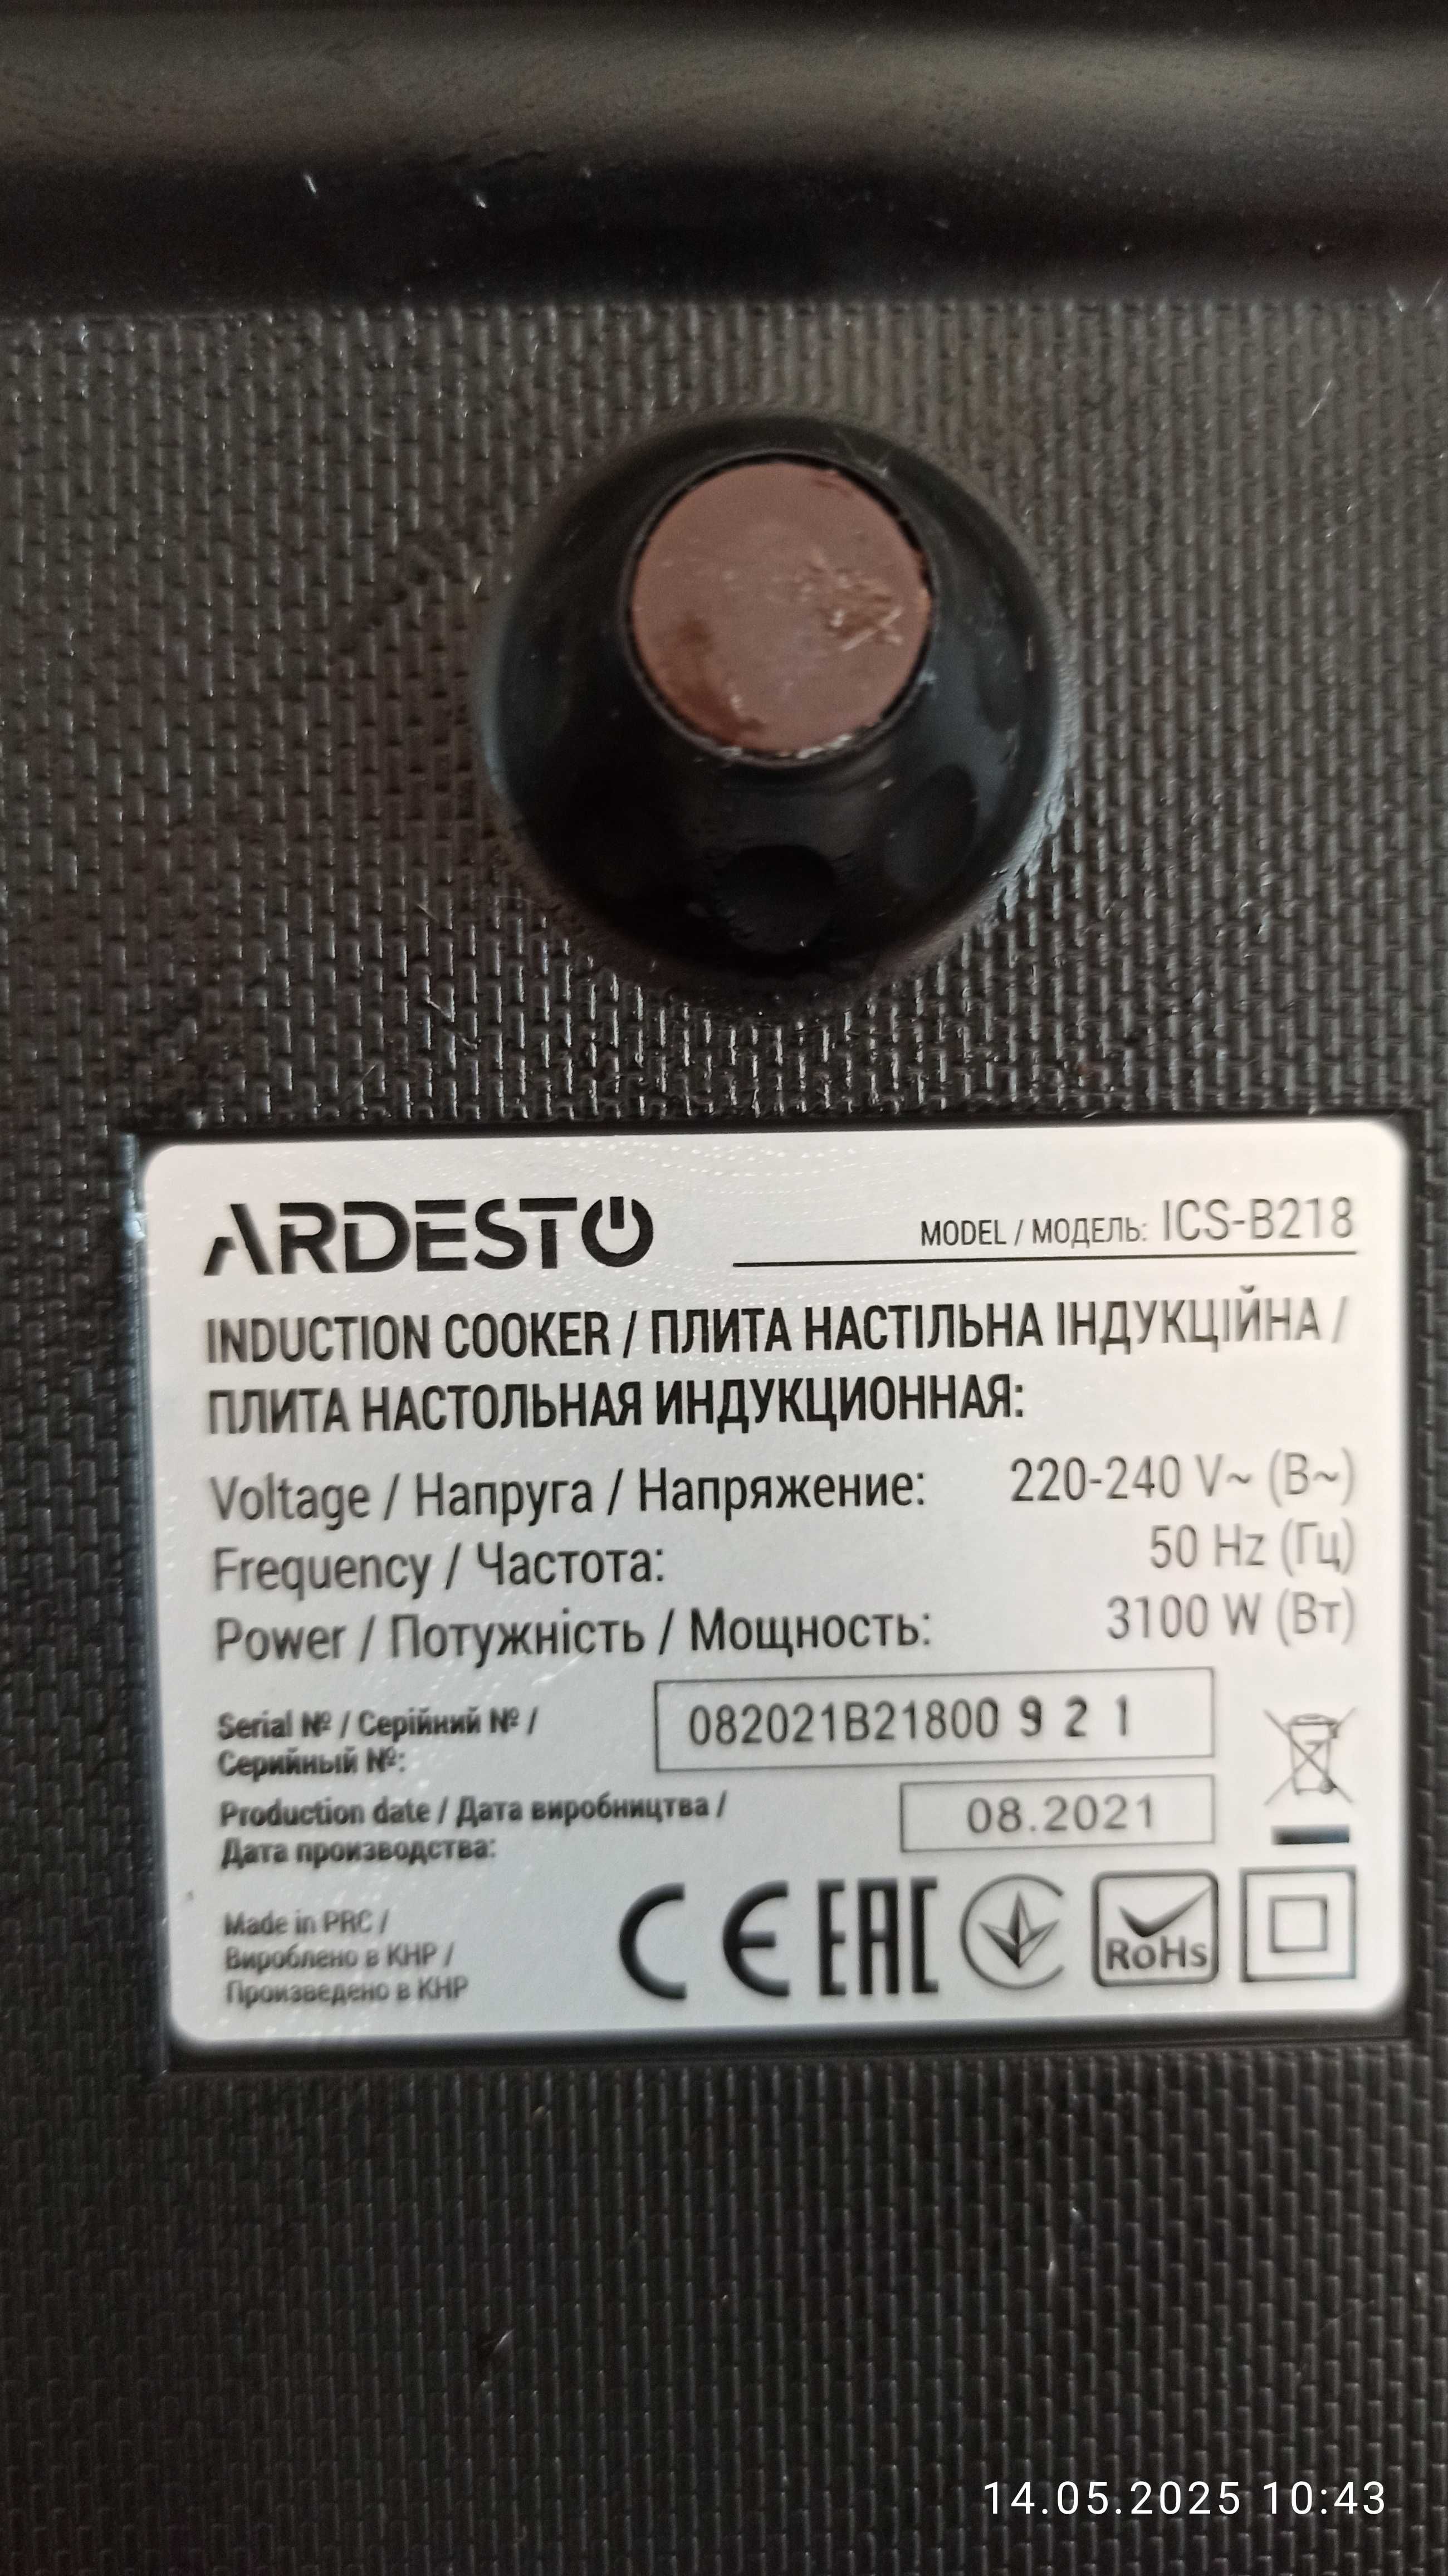 ARDESTO
MODEL / МОДЕЛЬ: ICS-B218
INDUCTION COOKER / ПЛИТА НАСТІЛЬНА ІНДУКЦІЙНА /
ПЛИТА НАСТОЛЬНАЯ ИНДУКЦИОННАЯ:
Voltage / Напруга / Напряжение: 220-240 V~ (В~)
Frequency / Частота: 50 Hz (Гц)
Power / Потужність / Мощность: 3100 W (Вт)
Serial № / Серійний № /
Серийный №:
082021B21800 9 2 1
Production date / Дата виробництва /
Дата производства:
08.2021
Made in PRC /
Вироблено в КНР /
Произведено в КНР
CE EAC
RoHs
14.05.2025 10:43